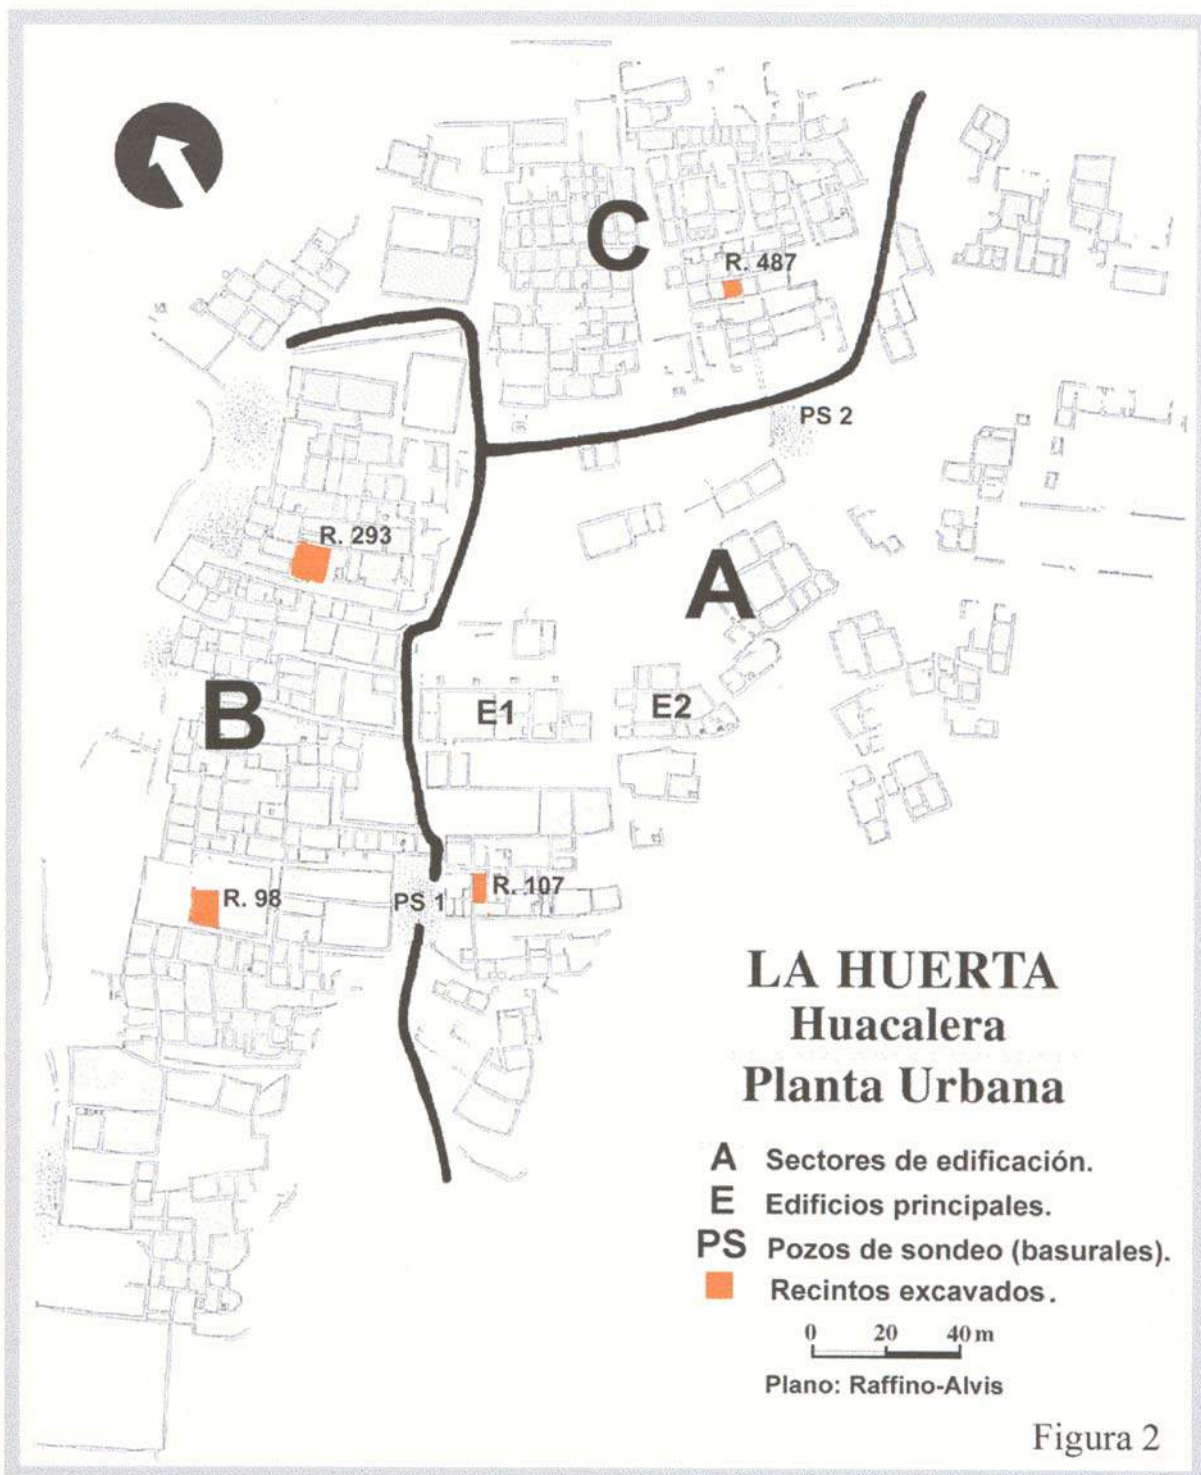 C
R. 487
PS 2
R. 293
A
B
E1
E2
R. 98
PS 1
R. 107
LA HUERTA
Huacalera
Planta Urbana
A Sectores de edificación.
E Edificios principales.
PS Pozos de sondeo (basurales).
Recintos excavados.
0 20 40 m
Plano: Raffino-Alvis
Figura 2